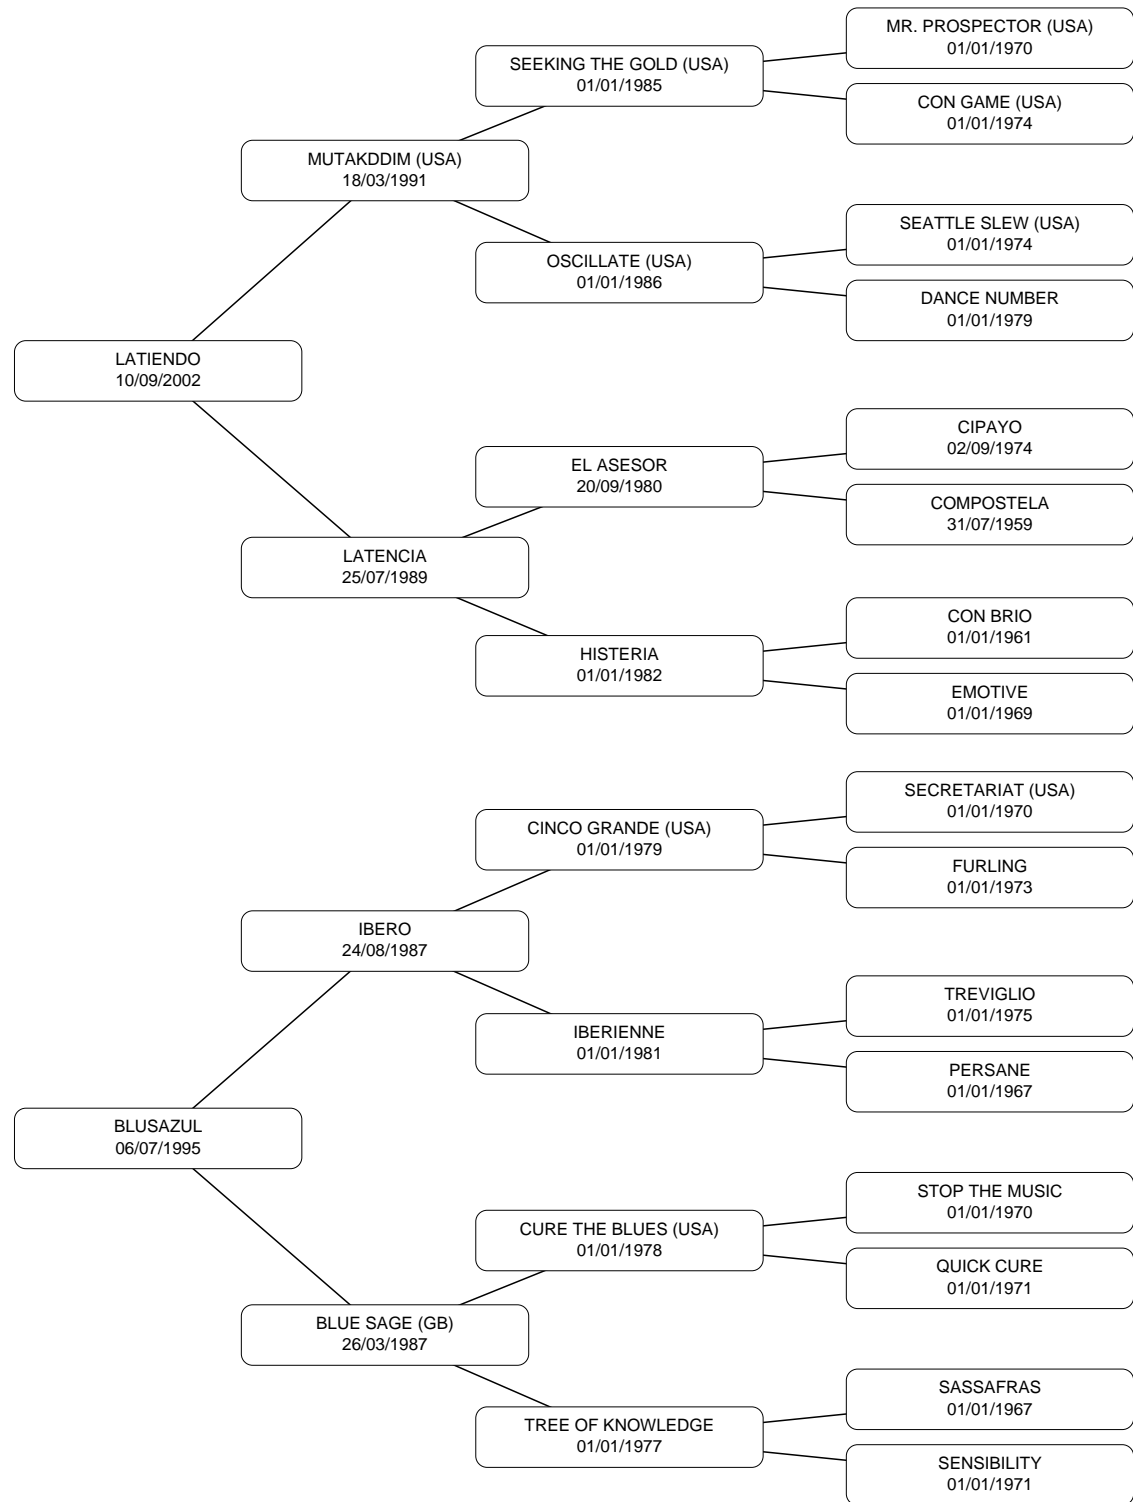 MR. PROSPECTOR (USA)
01/01/1970
SEEKING THE GOLD (USA)
01/01/1985
CON GAME (USA)
01/01/1974
MUTAKDDIM (USA)
18/03/1991
SEATTLE SLEW (USA)
01/01/1974
OSCILLATE (USA)
01/01/1986
DANCE NUMBER
01/01/1979
LATIENDO
10/09/2002
CIPAYO
02/09/1974
EL ASESOR
20/09/1980
COMPOSTELA
31/07/1959
LATENCIA
25/07/1989
CON BRIO
01/01/1961
HISTERIA
01/01/1982
EMOTIVE
01/01/1969
SECRETARIAT (USA)
01/01/1970
CINCO GRANDE (USA)
01/01/1979
FURLING
01/01/1973
IBERO
24/08/1987
TREVIGLIO
01/01/1975
IBERIENNE
01/01/1981
PERSANE
01/01/1967
BLUSAZUL
06/07/1995
STOP THE MUSIC
01/01/1970
CURE THE BLUES (USA)
01/01/1978
QUICK CURE
01/01/1971
BLUE SAGE (GB)
26/03/1987
SASSAFRAS
01/01/1967
TREE OF KNOWLEDGE
01/01/1977
SENSIBILITY
01/01/1971